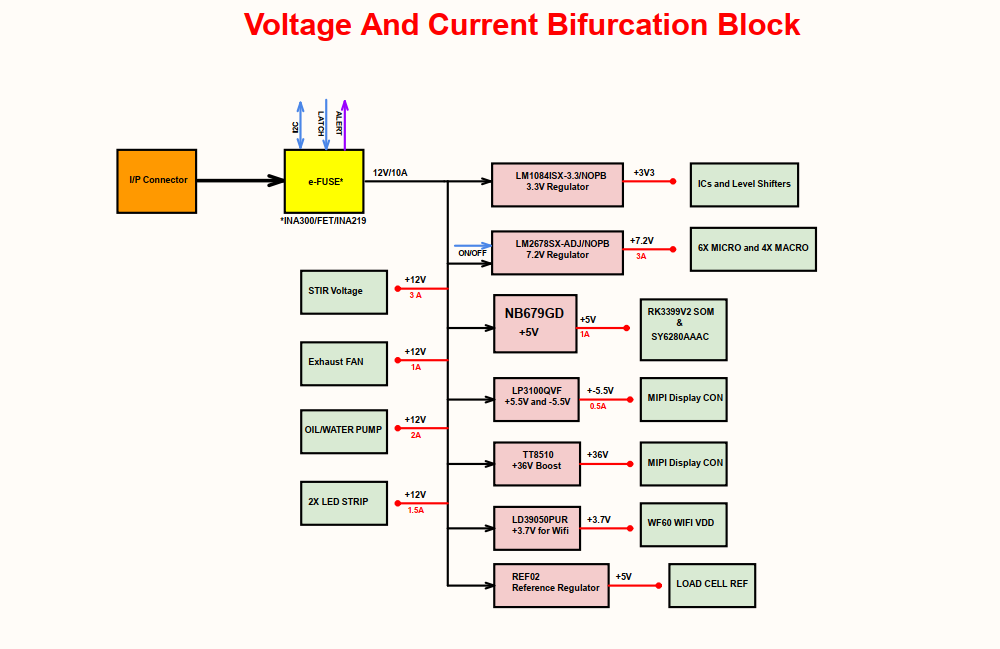 Voltage And Current Bifurcation Block
I2C
LATCH
ALERT
I/P Connector
e-FUSE*
12V/10A
*INA300/FET/INA219
LM1084ISX-3.3/NOPB
3.3V Regulator
+3V3
ICs and Level Shifters
ON/OFF
LM2678SX-ADJ/NOPB
7.2V Regulator
+7.2V
3A
6X MICRO and 4X MACRO
STIR Voltage
+12V
3 A
NB679GD
+5V
+5V
1A
RK3399V2 SOM
&
SY6280AAAC
Exhaust FAN
+12V
1A
LP3100QVF
+5.5V and -5.5V
+-5.5V
0.5A
MIPI Display CON
OIL/WATER PUMP
+12V
2A
TT8510
+36V Boost
+36V
MIPI Display CON
2X LED STRIP
+12V
1.5A
LD39050PUR
+3.7V for Wifi
+3.7V
WF60 WIFI VDD
REF02
Reference Regulator
+5V
LOAD CELL REF